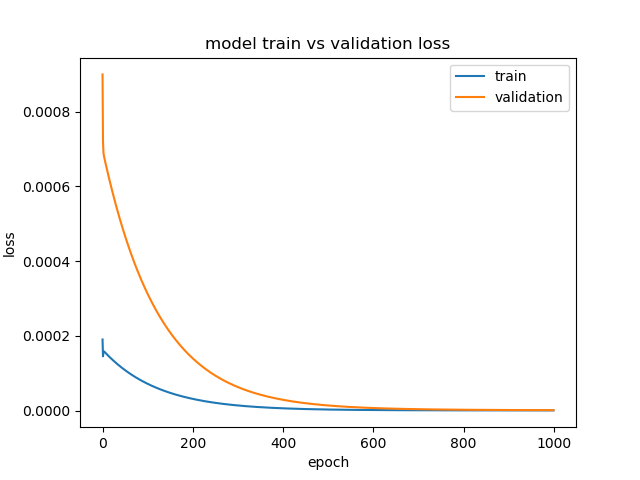 model train vs validation loss
train
validation
loss
0.0008
0.0006
0.0004
0.0002
0.0000
0
200
400
600
800
1000
epoch